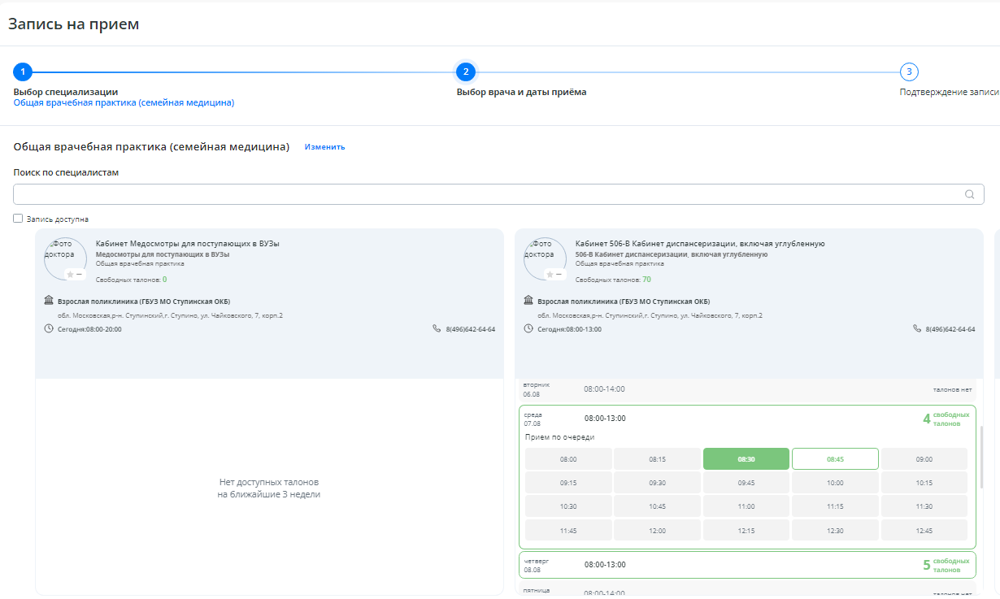 Запись на прием
1
2
3
Выбор специализации
Общая врачебная практика (семейная медицина)
Выбор врача и даты приёма
Подтверждение записи
Общая врачебная практика (семейная медицина) Изменить
Поиск по специалистам
Запись доступна
Фото доктора
Кабинет Медосмотры для поступающих в ВУЗы
Медосмотры для поступающих в ВУЗы
Общая врачебная практика
Свободных талонов: 0
Взрослая поликлиника (ГБУЗ МО Ступинская ОКБ)
обл. Московская,р-н. Ступинский,г. Ступино, ул. Чайковского, 7, корп.2
Сегодня:08:00-20:00 8(496)642-64-64
Нет доступных талонов
на ближайшие 3 недели
Фото доктора
Кабинет 506-В Кабинет диспансеризации, включая углубленную
506-В Кабинет диспансеризации, включая углубленную
Общая врачебная практика
Свободных талонов: 70
Взрослая поликлиника (ГБУЗ МО Ступинская ОКБ)
обл. Московская,р-н. Ступинский,г. Ступино, ул. Чайковского, 7, корп.2
Сегодня:08:00-13:00 8(496)642-64-64
вторник
06.08 08:00-14:00 талонов нет
среда
07.08 08:00-13:00 4 свободных
талонов
Прием по очереди
08:00 08:15 08:30 08:45 09:00
09:15 09:30 09:45 10:00 10:15
10:30 10:45 11:00 11:15 11:30
11:45 12:00 12:15 12:30 12:45
четверг
08.08 08:00-13:00 5 свободных
талонов
пятница 08:00-14:00 талонов нет